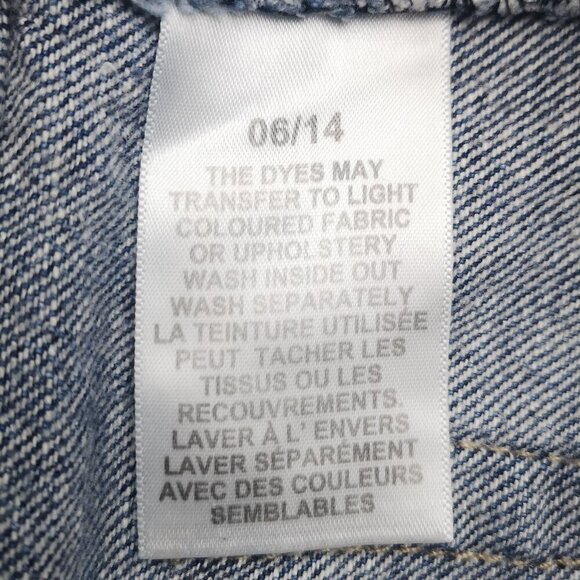 06/14
THE DYES MAY
TRANSFER TO LIGHT
COLOURED FABRIC
OR UPHOLSTERY
WASH INSIDE OUT
WASH SEPARATELY
LA TEINTURE UTILISÉE
PEUT TACHER LES
TISSUS OU LES
RECOUVREMENTS.
LAVER À L' ENVERS
LAVER SÉPARÉMENT
AVEC DES COULEURS
SEMBLABLES